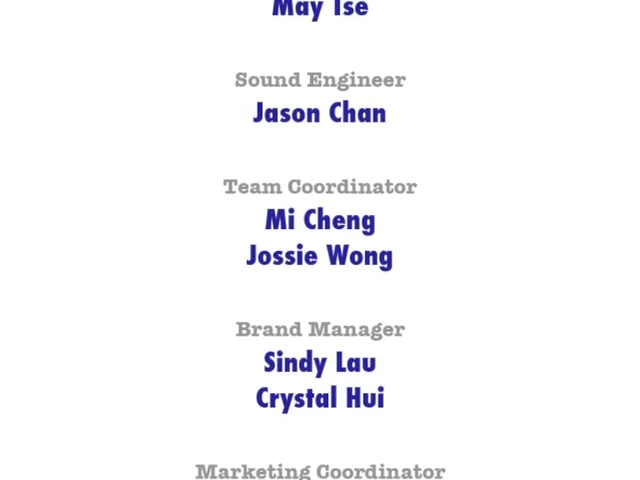 May Tse
Sound Engineer
Jason Chan
Team Coordinator
Mi Cheng
Jossie Wong
Brand Manager
Sindy Lau
Crystal Hui
Marketing Coordinator